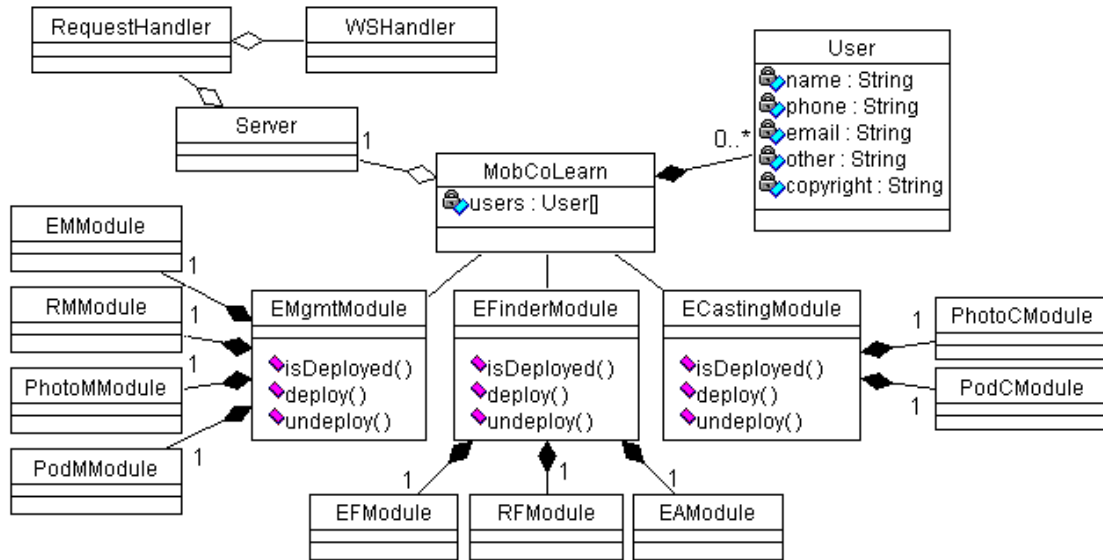 RequestHandler
WSHandler
User
name : String
phone : String
email : String
other : String
copyright : String
Server
1
0..*
MobCoLearn
users : User[]
EMModule
1
RMModule
1
PhotoMModule
1
PodMModule
1
EMgmtModule
isDeployed()
deploy()
undeploy()
EFinderModule
isDeployed()
deploy()
undeploy()
ECastingModule
isDeployed()
deploy()
undeploy()
1
PhotoCModule
1
PodCModule
1
EFModule
1
RFModule
1
EAModule